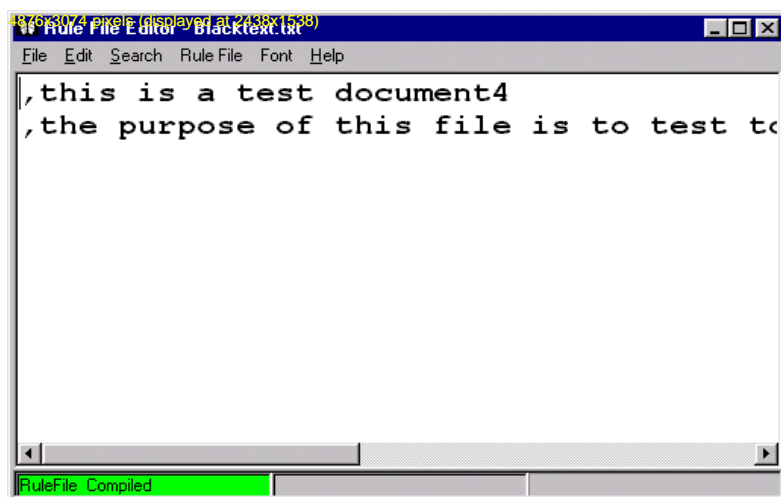 4876x3074 pixels (displayed at 2438x1538)
Rule File Editor - Blacktext.txt
File Edit Search Rule File Font Help
,this is a test document4
,the purpose of this file is to test to
RuleFile Compiled